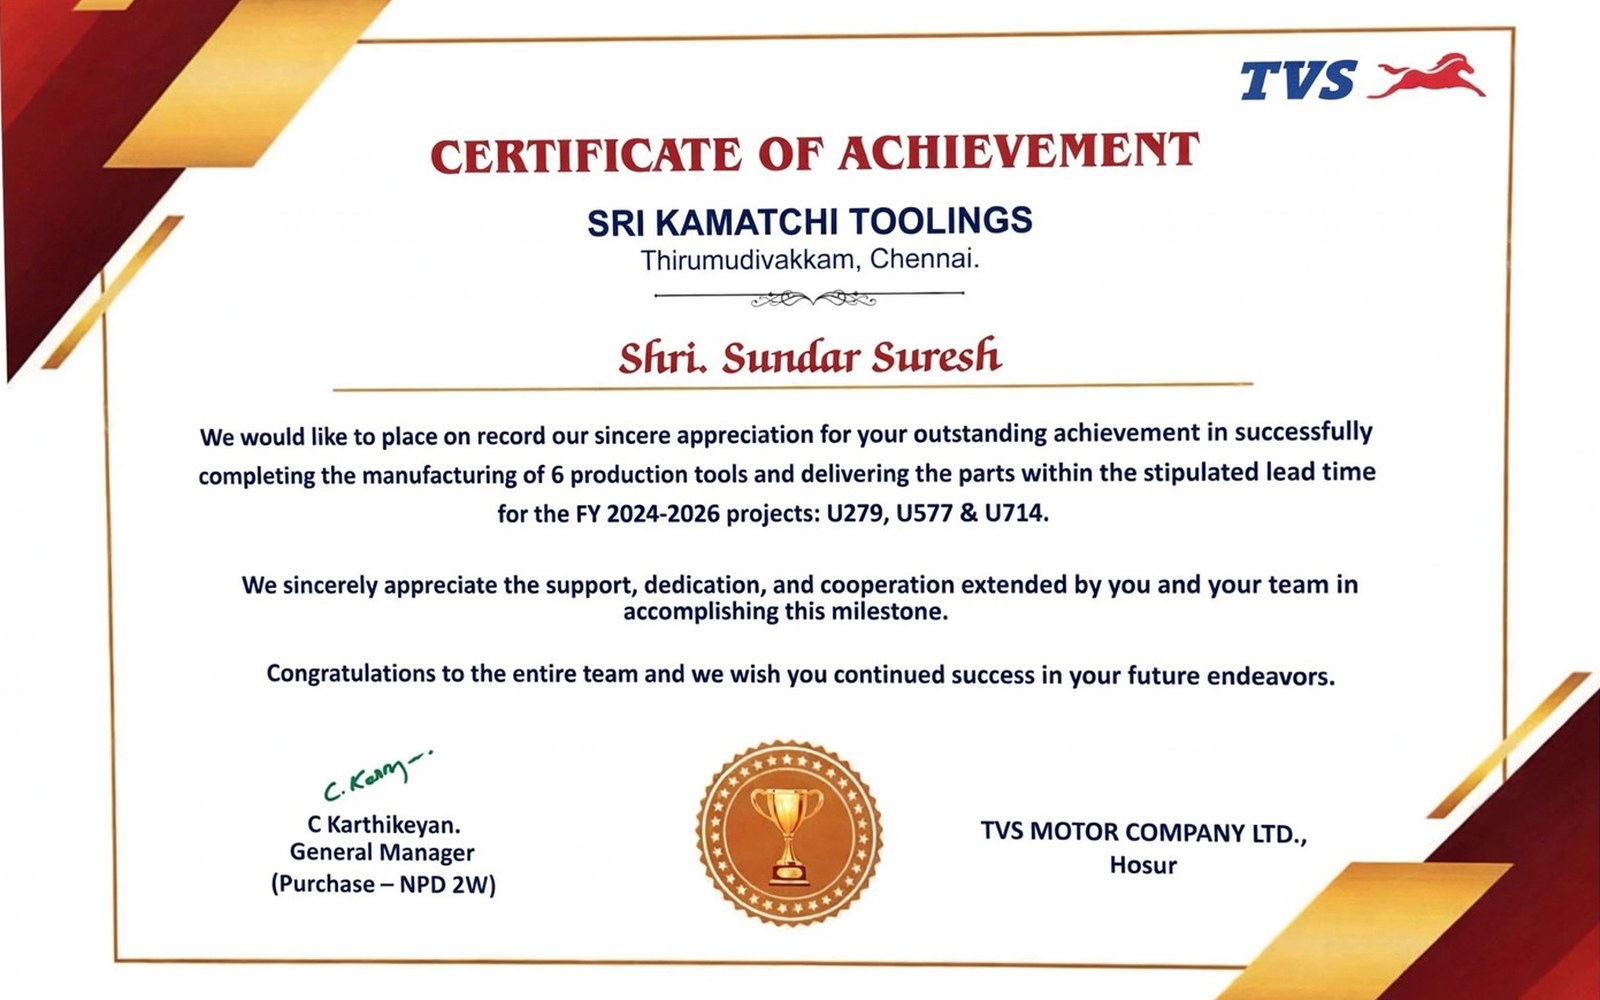 TVS
CERTIFICATE OF ACHIEVEMENT
SRI KAMATCHI TOOLINGS
Thirumudivakkam, Chennai.
Shri. Sundar Suresh
We would like to place on record our sincere appreciation for your outstanding achievement in successfully
completing the manufacturing of 6 production tools and delivering the parts within the stipulated lead time
for the FY 2024-2026 projects: U279, U577 & U714.
We sincerely appreciate the support, dedication, and cooperation extended by you and your team in
accomplishing this milestone.
Congratulations to the entire team and we wish you continued success in your future endeavors.
C Karthikeyan.
General Manager
(Purchase – NPD 2W)
TVS MOTOR COMPANY LTD.,
Hosur